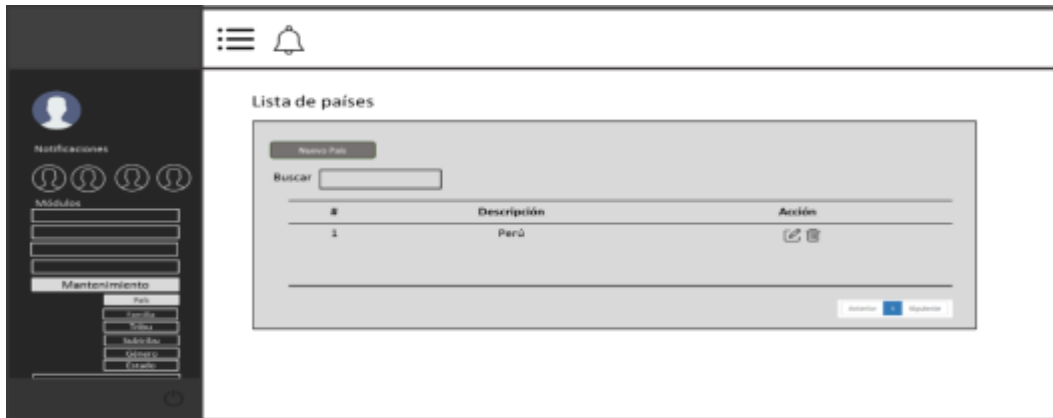 Notificaciones
Módulos
Mantenimiento
País
Familia
Tribu
Subtribu
Género
Estado
Lista de países
Nuevo País
Buscar
# Descripción Acción
1 Perú
Anterior 1 Siguiente